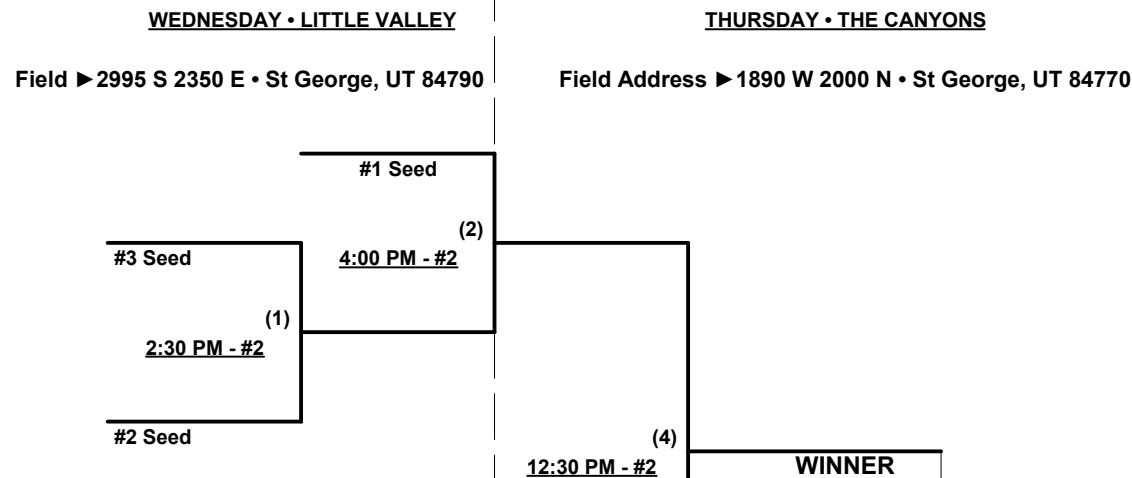 WEDNESDAY • LITTLE VALLEY
THURSDAY • THE CANYONS
Field ►2995 S 2350 E • St George, UT 84790
Field Address ►1890 W 2000 N • St George, UT 84770
#1 Seed
(2)
4:00 PM - #2
#3 Seed
(1)
2:30 PM - #2
#2 Seed
(4)
12:30 PM - #2
WINNER